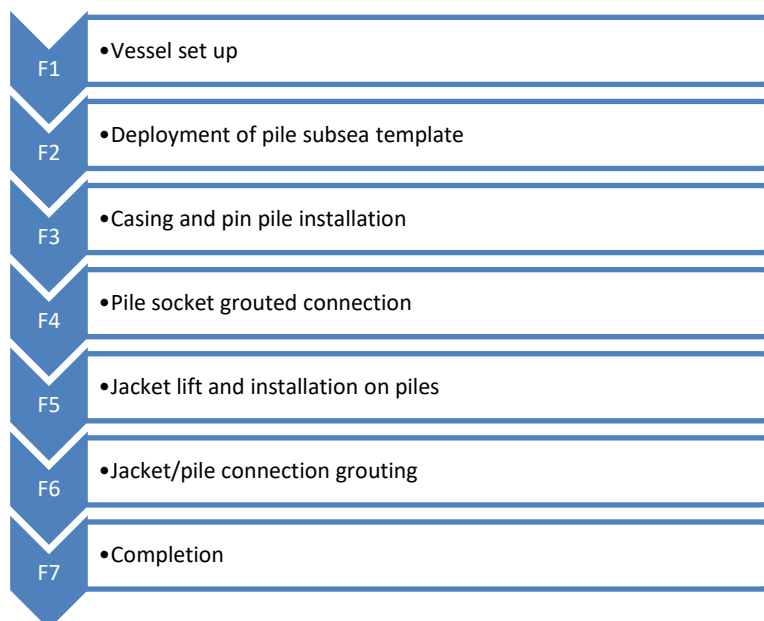 F1
•Vessel set up
F2
•Deployment of pile subsea template
F3
•Casing and pin pile installation
F4
•Pile socket grouted connection
F5
•Jacket lift and installation on piles
F6
•Jacket/pile connection grouting
F7
•Completion